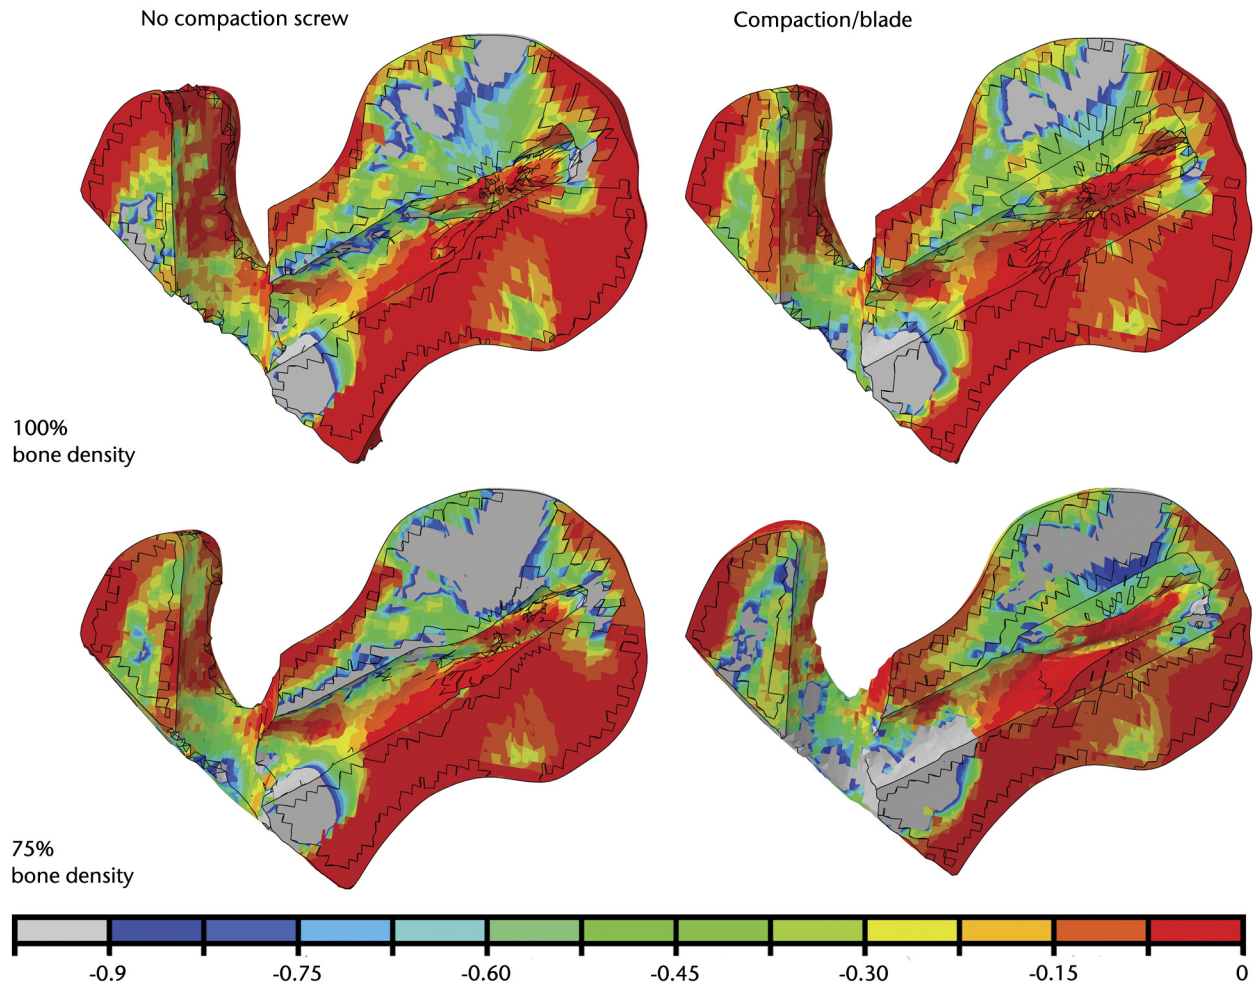 No compaction screw
Compaction/blade
100%
bone density
75%
bone density
-0.9 -0.75 -0.60 -0.45 -0.30 -0.15 0